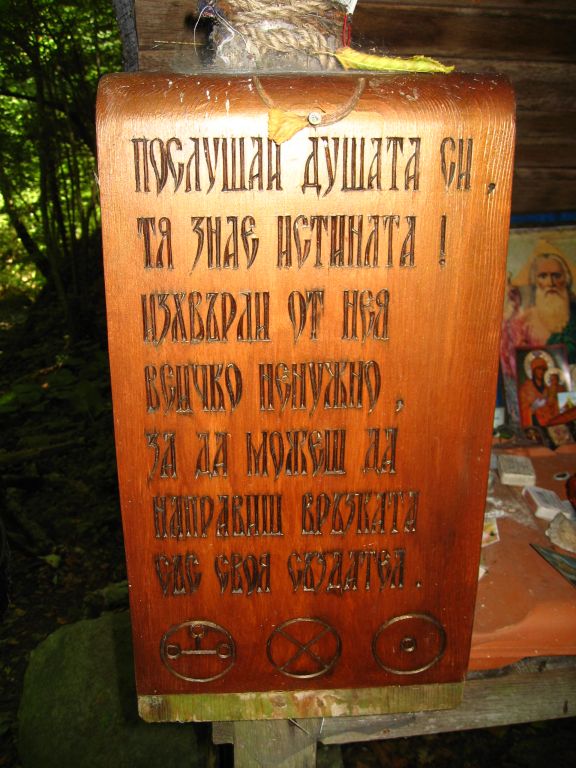 ПОСЛУШАЙ ДУШАТА СИ,
ТЯ ЗНАЕ ИСТИНАТА !
ИЗХВЪРЛИ ОТ НЕЯ
ВСИЧКО НЕНУЖНО,
ЗА ДА МОЖЕШ ДА
НАПРАВИШ ВРЪЗКАТА
СЪС СВОЯ СЪЗДАТЕЛ.